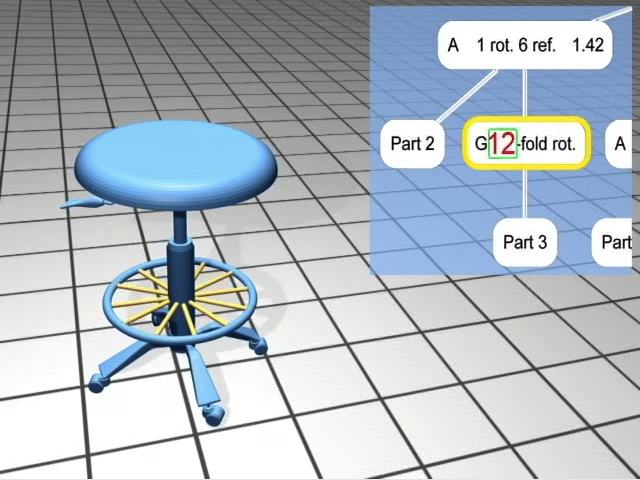 A 1 rot. 6 ref. 1.42
Part 2
G12-fold rot.
A
Part 3
Part